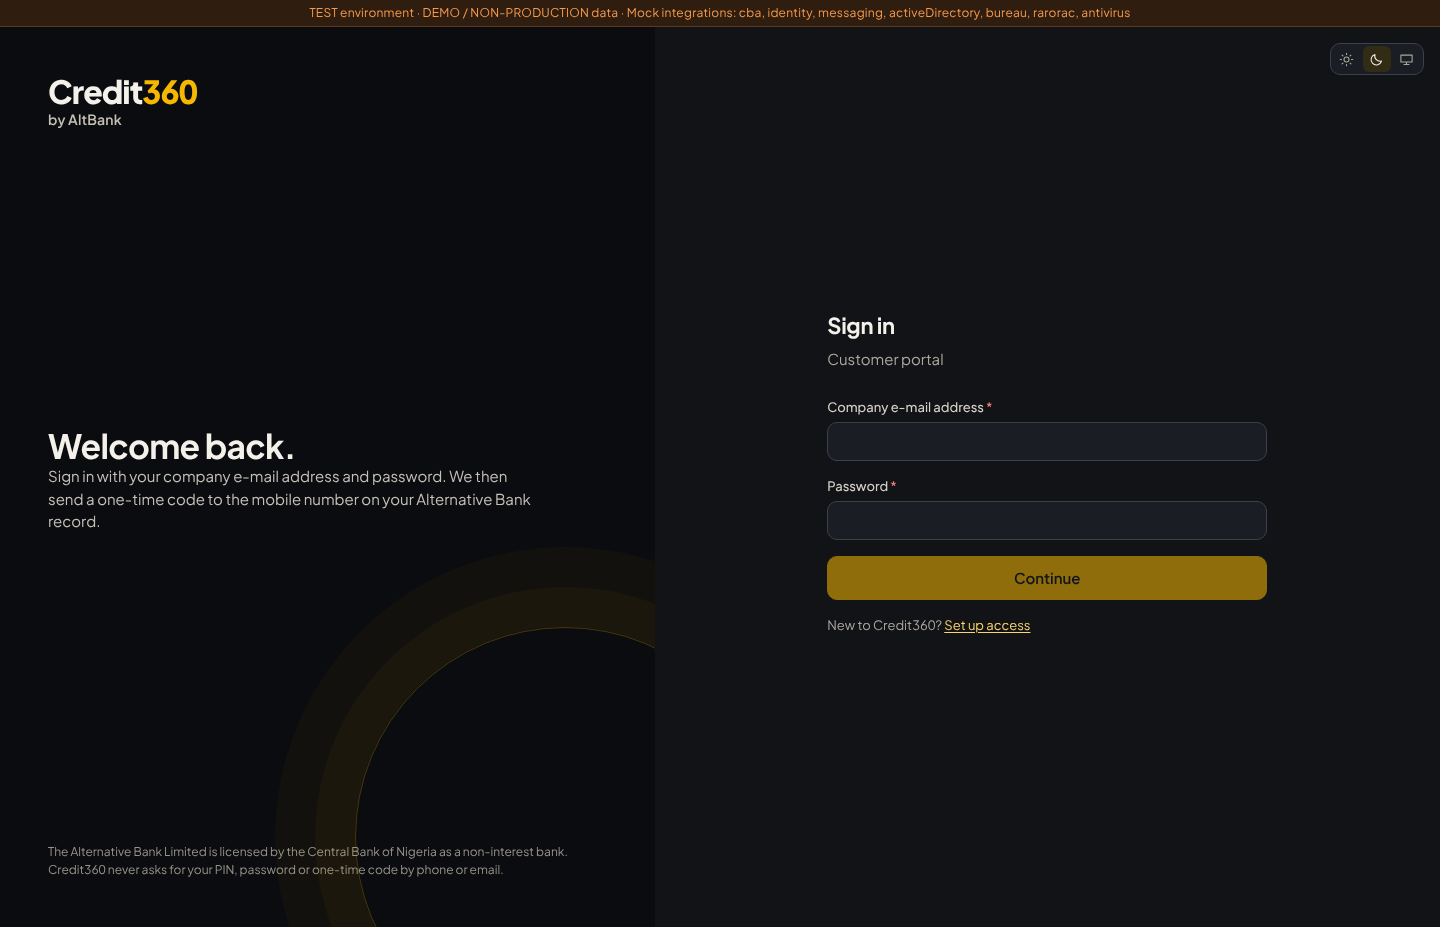 TEST environment · DEMO / NON-PRODUCTION data · Mock integrations: cba, identity, messaging, activeDirectory, bureau, rarorac, antivirus
Credit360
by AltBank
Welcome back.
Sign in with your company e-mail address and password. We then
send a one-time code to the mobile number on your Alternative Bank
record.
The Alternative Bank Limited is licensed by the Central Bank of Nigeria as a non-interest bank.
Credit360 never asks for your PIN, password or one-time code by phone or email.
Sign in
Customer portal
Company e-mail address *
Password *
Continue
New to Credit360? Set up access